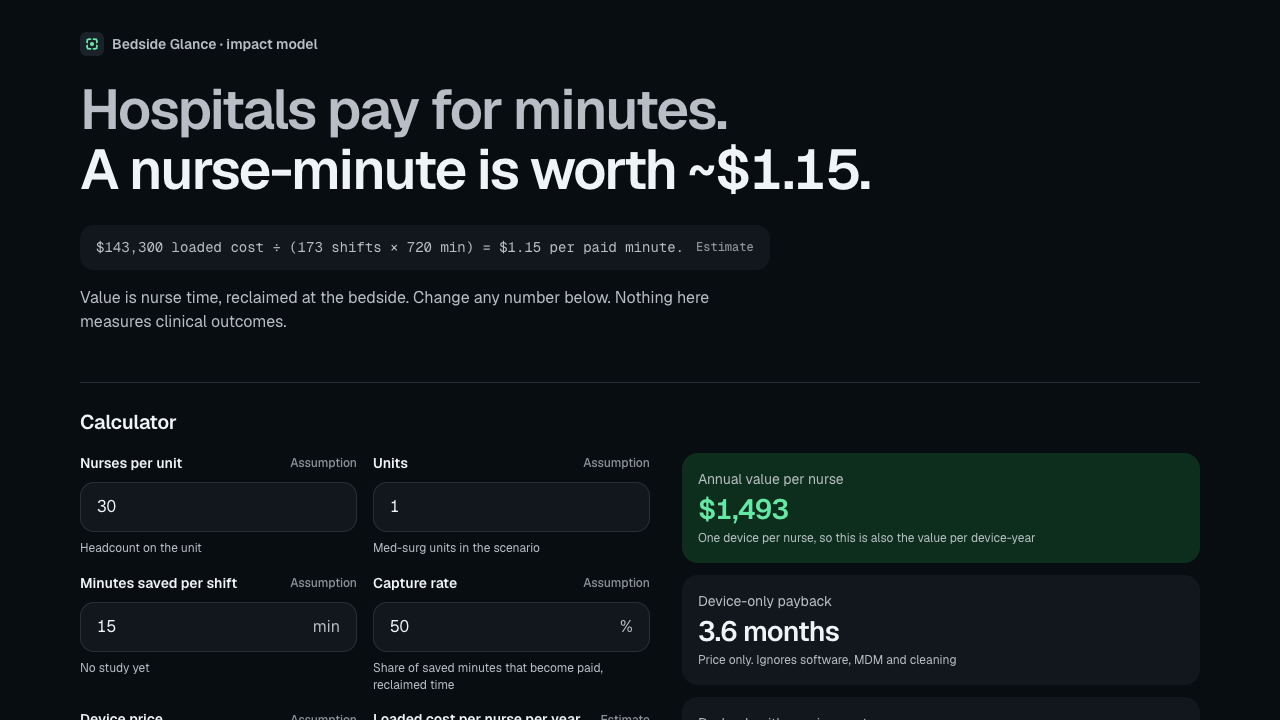 Bedside Glance · impact model
Hospitals pay for minutes.
A nurse-minute is worth ~$1.15.
$143,300 loaded cost ÷ (173 shifts × 720 min) = $1.15 per paid minute. Estimate
Value is nurse time, reclaimed at the bedside. Change any number below. Nothing here
measures clinical outcomes.
Calculator
Nurses per unit Assumption
30
Headcount on the unit
Units Assumption
1
Med-surg units in the scenario
Minutes saved per shift Assumption
15 min
No study yet
Capture rate Assumption
50 %
Share of saved minutes that become paid,
reclaimed time
Device price Assumption
Loaded cost per nurse per year Estimate
Annual value per nurse
$1,493
One device per nurse, so this is also the value per device-year
Device-only payback
3.6 months
Price only. Ignores software, MDM and cleaning